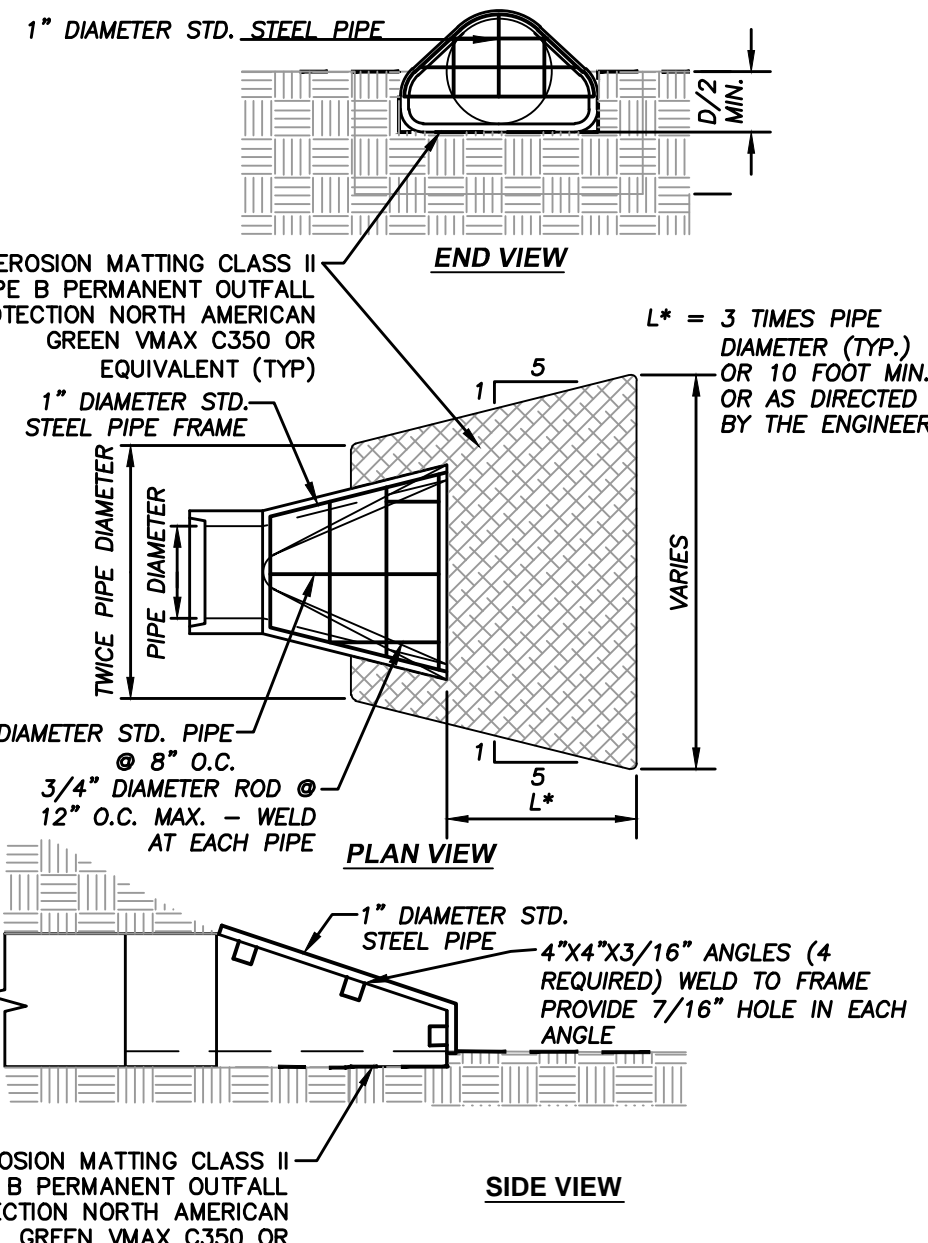 1" DIAMETER STD. STEEL PIPE
D/2
MIN.
END VIEW
EROSION MATTING CLASS II
B PERMANENT OUTFALL
NORTH AMERICAN
GREEN VMAX C350 OR
EQUIVALENT (TYP)
L* = 3 TIMES PIPE
DIAMETER (TYP.)
OR 10 FOOT MIN.
OR AS DIRECTED
BY THE ENGINEER
5
1
1" DIAMETER STD.
STEEL PIPE FRAME
TWICE PIPE DIAMETER
PIPE DIAMETER
VARIES
DIAMETER STD. PIPE
@ 8" O.C.
3/4" DIAMETER ROD @
12" O.C. MAX. - WELD
AT EACH PIPE
1
5
L*
PLAN VIEW
1" DIAMETER STD.
STEEL PIPE
4"X4"X3/16" ANGLES (4
REQUIRED) WELD TO FRAME
PROVIDE 7/16" HOLE IN EACH
ANGLE
MATTING CLASS II
B PERMANENT OUTFALL
NORTH AMERICAN
GREEN VMAX C350 OR
SIDE VIEW